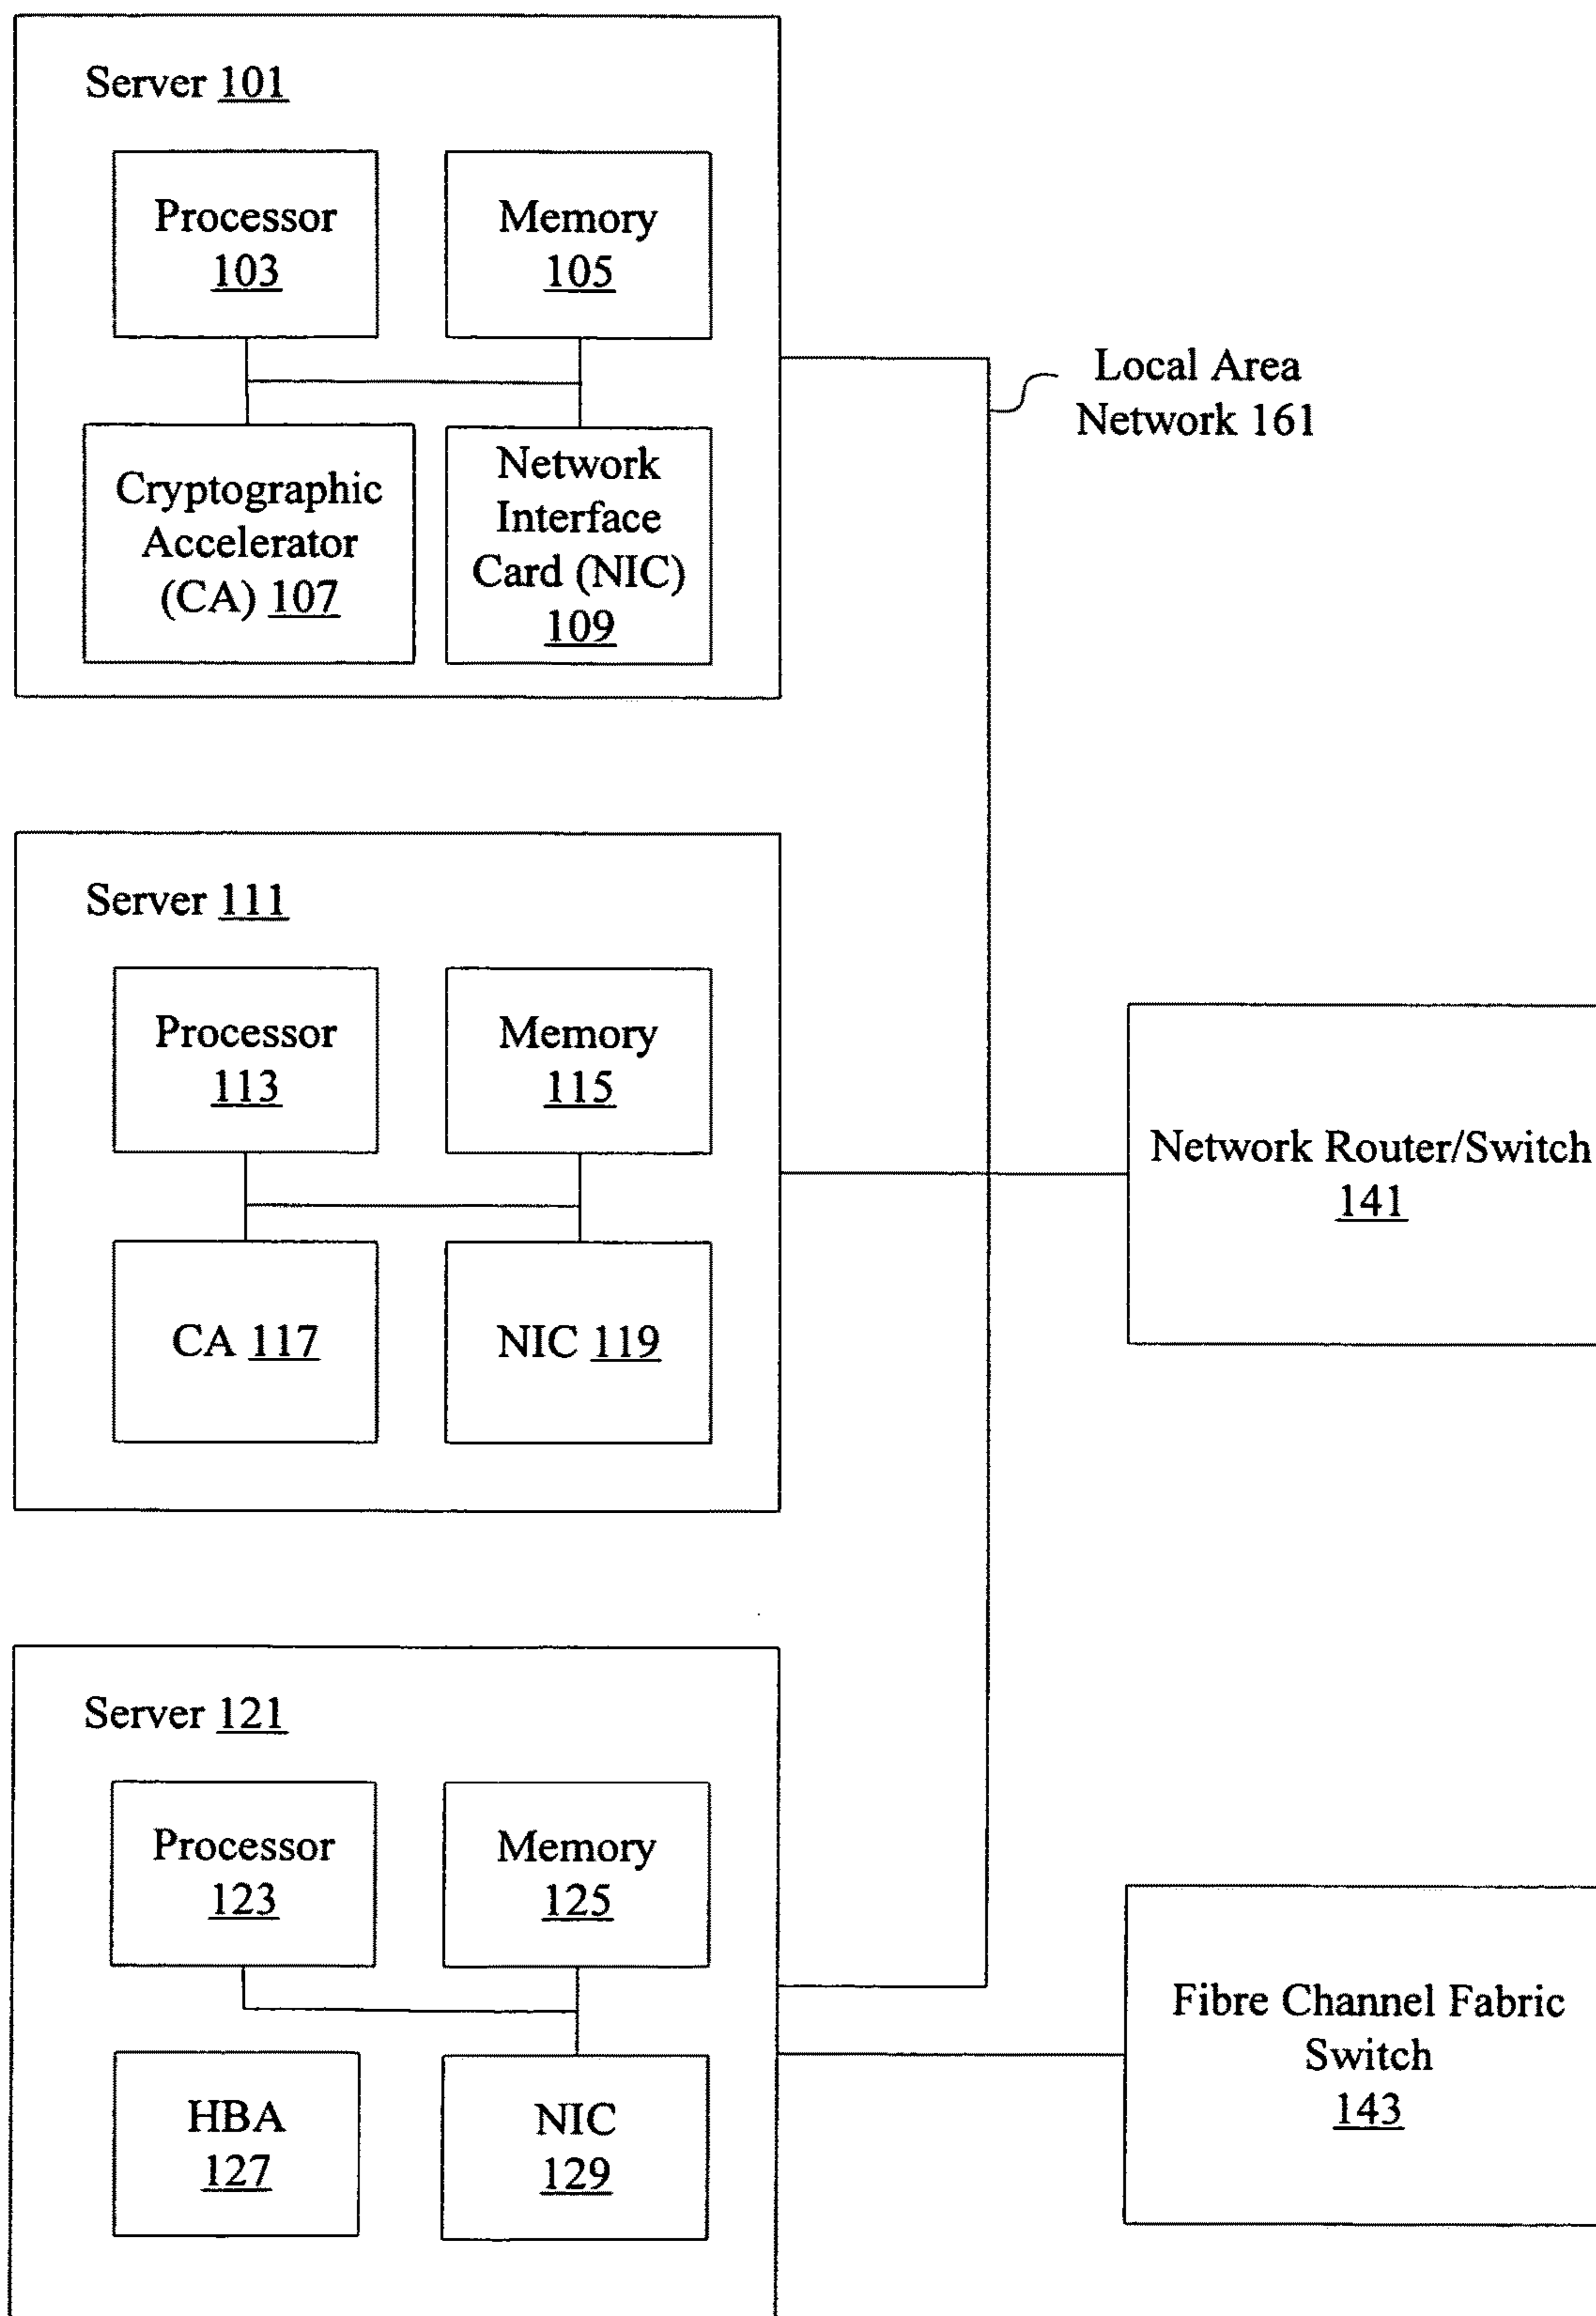 Server 101
Processor
103
Memory
105
Cryptographic
Accelerator
(CA) 107
Network
Interface
Card (NIC)
109
Local Area
Network 161
Server 111
Processor
113
Memory
115
CA 117
NIC 119
Network Router/Switch
141
Server 121
Processor
123
Memory
125
HBA
127
NIC
129
Fibre Channel Fabric
Switch
143